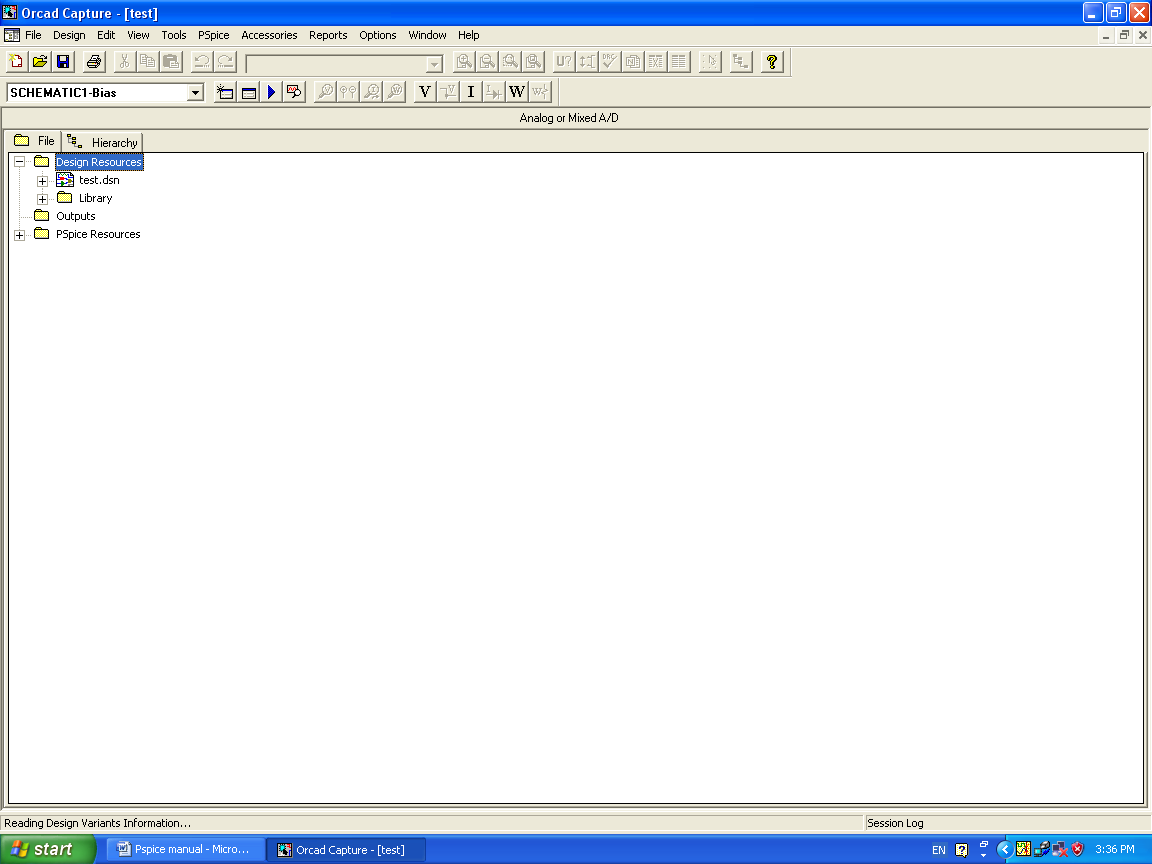 Orcad Capture - [test]
File Design Edit View Tools PSpice Accessories Reports Options Window Help
U? DRC ?
SCHEMATIC1-Bias V I W
Analog or Mixed A/D
File Hierarchy
Design Resources
test.dsn
Library
Outputs
PSpice Resources
Reading Design Variants Information... Session Log
start Pspice manual - Micro... Orcad Capture - [test] EN ? 3:36 PM